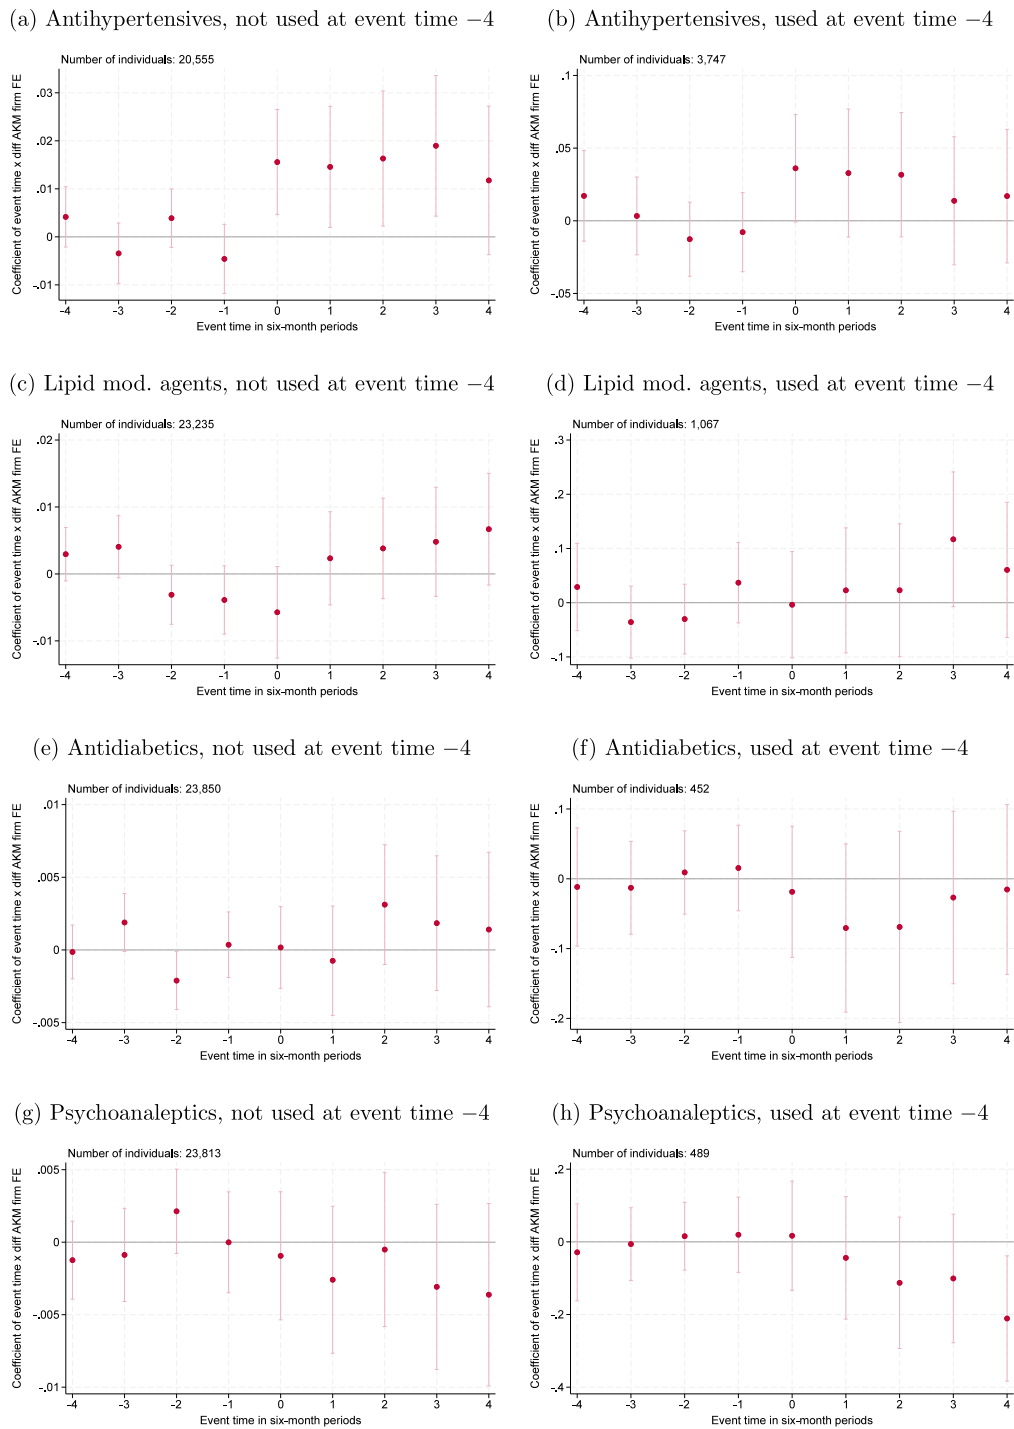 (a) Antihypertensives, not used at event time −4
Number of individuals: 20,555
Coefficient of event time x diff AKM firm FE
.03
.02
.01
0
-.01
-4 -3 -2 -1 0 1 2 3 4
Event time in six-month periods
(b) Antihypertensives, used at event time −4
Number of individuals: 3,747
Coefficient of event time x diff AKM firm FE
.1
.05
0
-.05
-4 -3 -2 -1 0 1 2 3 4
Event time in six-month periods
(c) Lipid mod. agents, not used at event time −4
Number of individuals: 23,235
Coefficient of event time x diff AKM firm FE
.02
.01
0
-.01
-4 -3 -2 -1 0 1 2 3 4
Event time in six-month periods
(d) Lipid mod. agents, used at event time −4
Number of individuals: 1,067
Coefficient of event time x diff AKM firm FE
.3
.2
.1
0
-.1
-4 -3 -2 -1 0 1 2 3 4
Event time in six-month periods
(e) Antidiabetics, not used at event time −4
Number of individuals: 23,850
Coefficient of event time x diff AKM firm FE
.01
.005
0
-.005
-4 -3 -2 -1 0 1 2 3 4
Event time in six-month periods
(f) Antidiabetics, used at event time −4
Number of individuals: 452
Coefficient of event time x diff AKM firm FE
.1
0
-.1
-.2
-4 -3 -2 -1 0 1 2 3 4
Event time in six-month periods
(g) Psychoanaleptics, not used at event time −4
Number of individuals: 23,813
Coefficient of event time x diff AKM firm FE
.005
0
-.005
-.01
-4 -3 -2 -1 0 1 2 3 4
Event time in six-month periods
(h) Psychoanaleptics, used at event time −4
Number of individuals: 489
Coefficient of event time x diff AKM firm FE
.2
0
-.2
-.4
-4 -3 -2 -1 0 1 2 3 4
Event time in six-month periods